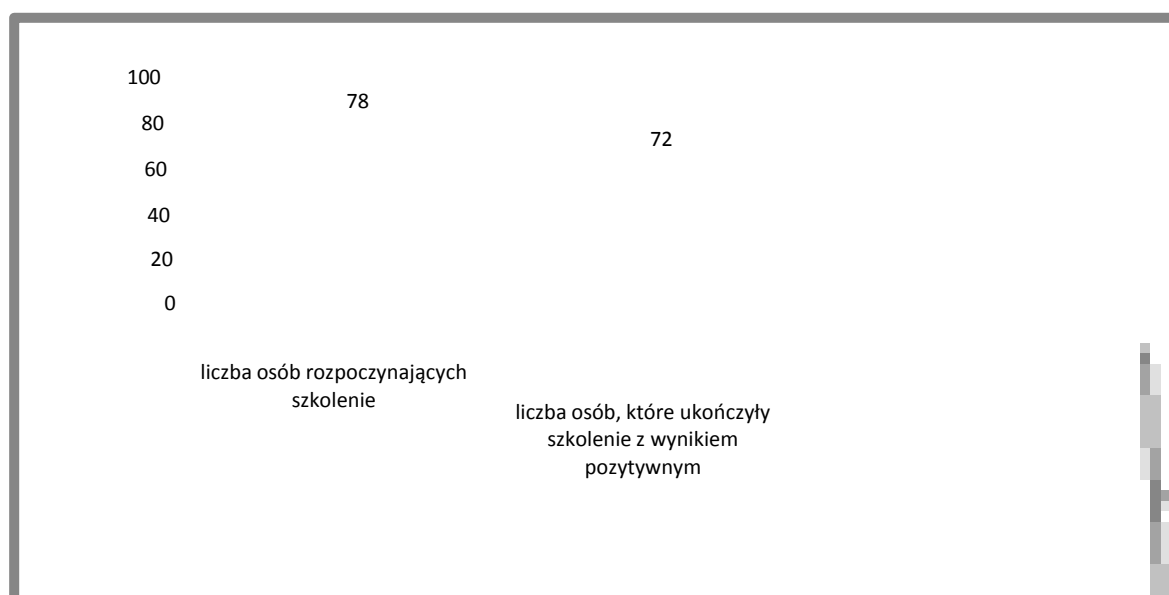 100
78
80
72
60
40
20
0
liczba osób rozpoczynających
szkolenie
liczba osób, które ukończyły
szkolenie z wynikiem
pozytywnym